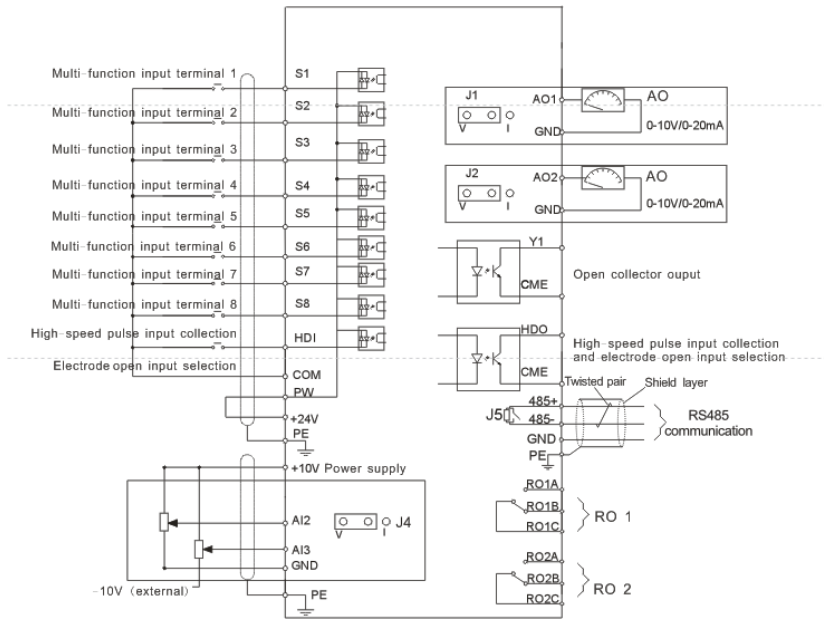 Multi-function input terminal 1
S1
Multi-function input terminal 2
S2
Multi-function input terminal 3
S3
Multi-function input terminal 4
S4
Multi-function input terminal 5
S5
Multi-function input terminal 6
S6
Multi-function input terminal 7
S7
Multi-function input terminal 8
S8
High-speed pulse input collection
HDI
Electrode open input selection
COM
PW
+24V
PE
+10V Power supply
AI2
V
I
J4
AI3
GND
-10V (external)
PE
J1
V
I
AO1
AO
GND
0-10V/0-20mA
J2
V
I
AO2
AO
GND
0-10V/0-20mA
Y1
CME
Open collector ouput
HDO
CME
High-speed pulse input collection
and electrode open input selection
Twisted pair
Shield layer
485+
J5
485-
GND
PE
RS485
communication
RO1A
RO1B
RO1C
RO 1
RO2A
RO2B
RO2C
RO 2